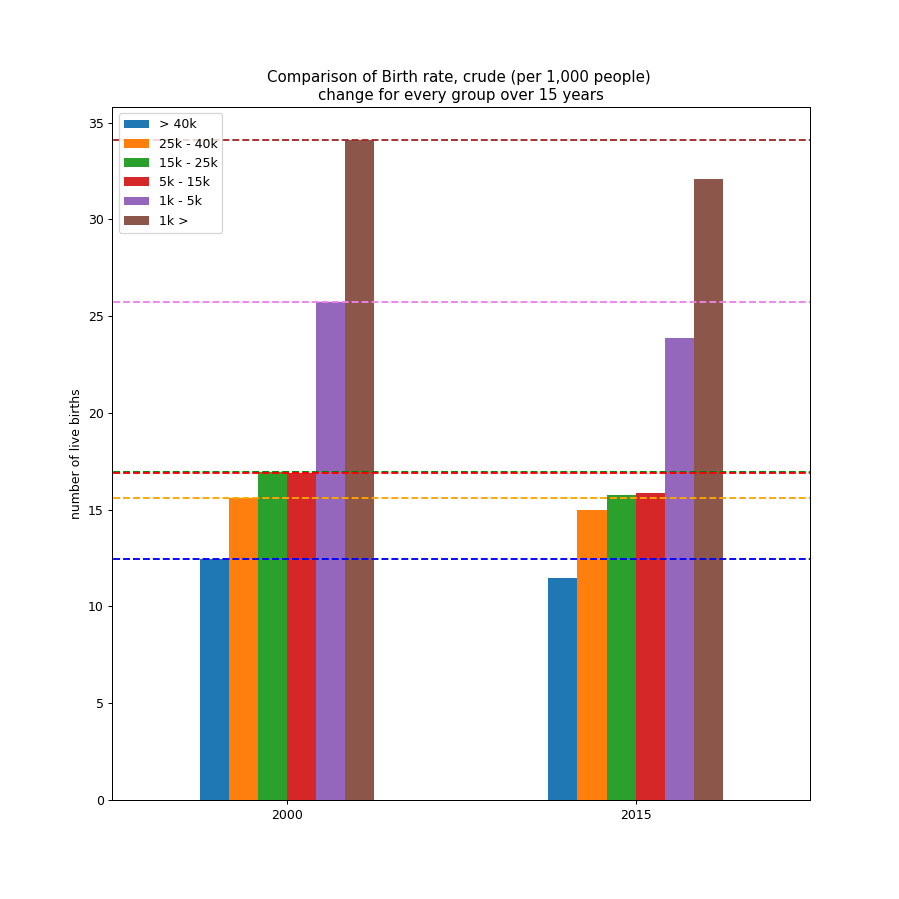 Comparison of Birth rate, crude (per 1,000 people)
change for every group over 15 years
> 40k
25k - 40k
15k - 25k
5k - 15k
1k - 5k
1k >
number of live births
35
30
25
20
15
10
5
0
2000
2015